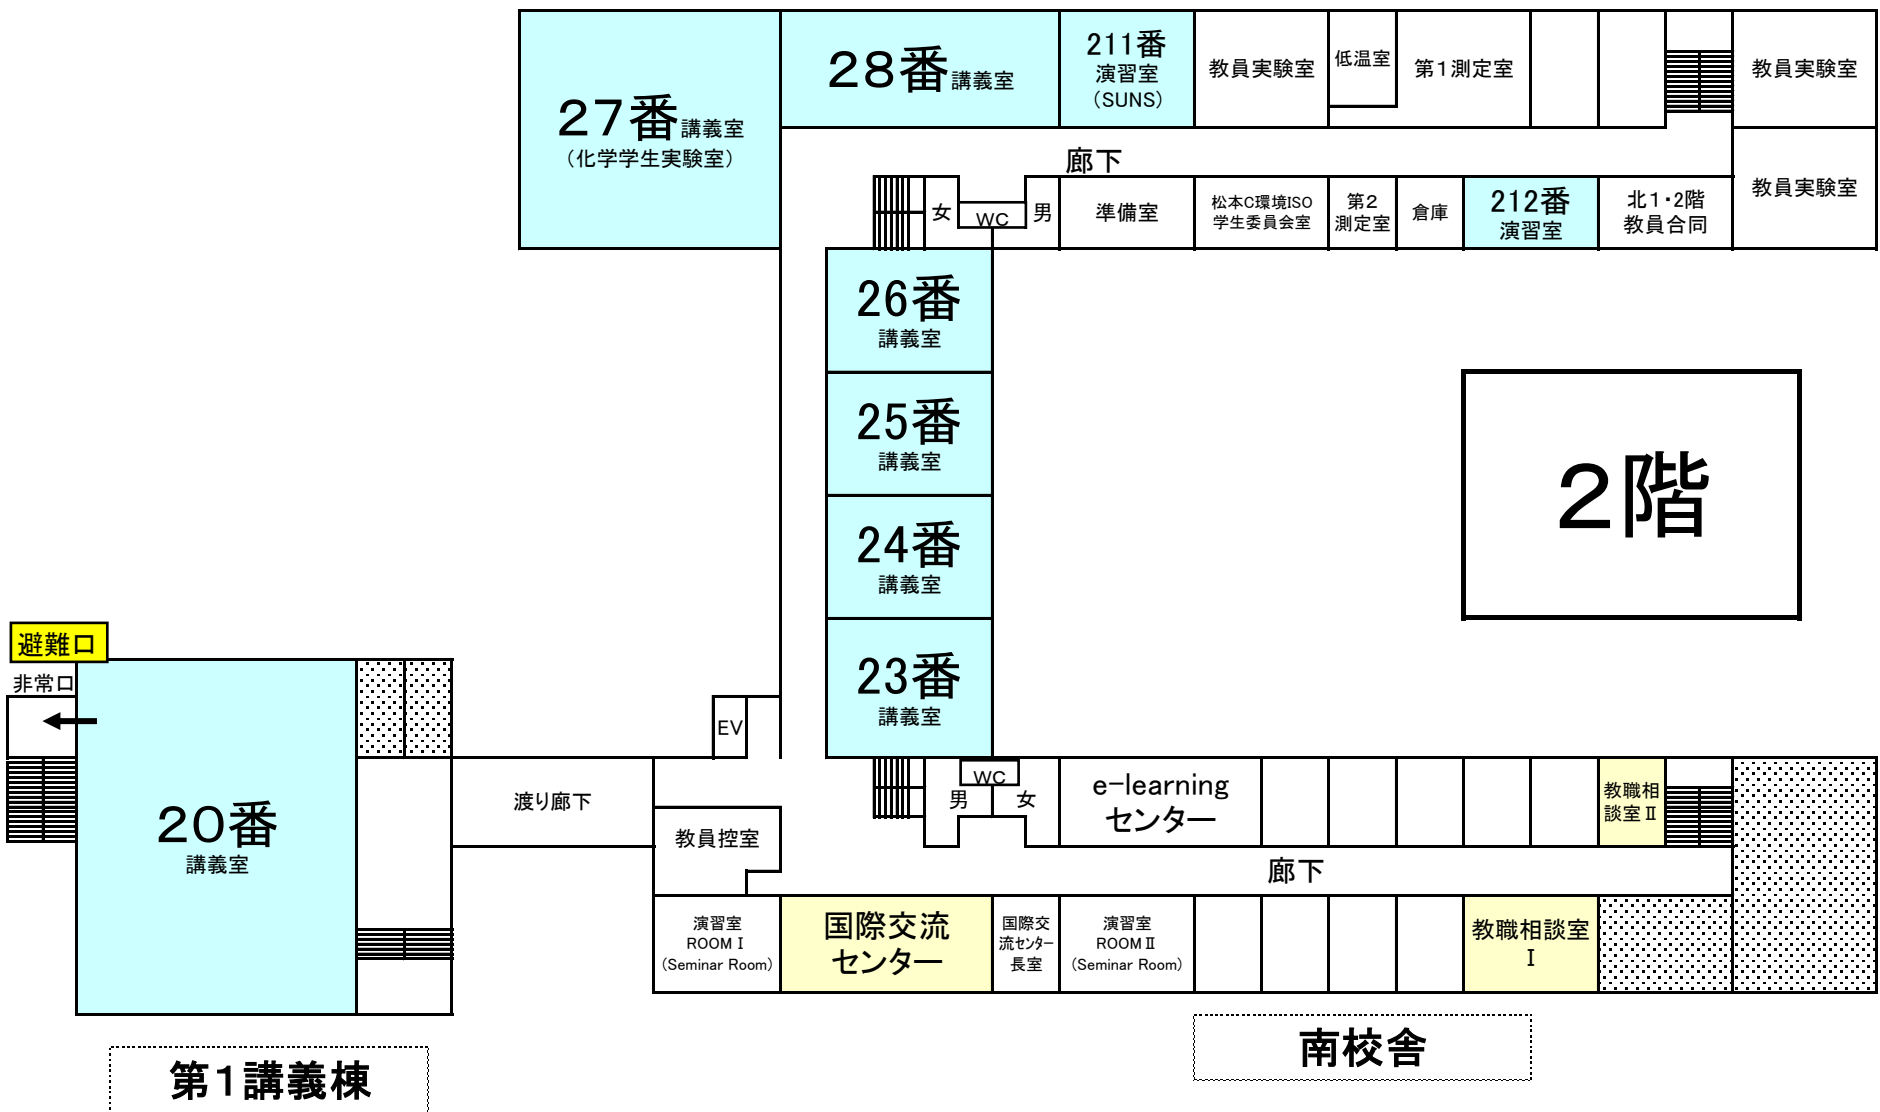 27番講義室
（化学学生実験室）
28番講義室
211番
演習室
（SUNS）
教員実験室
低温室
第1測定室
教員実験室
廊下
教員実験室
女
WC
男
準備室
松本C環境ISO
学生委員会室
第2
測定室
倉庫
212番
演習室
北1・2階
教員合同
26番
講義室
25番
講義室
24番
講義室
23番
講義室
2階
避難口
非常口
20番
講義室
EV
渡り廊下
教員控室
WC
男
女
e-learning
センター
教職相
談室Ⅱ
廊下
演習室
ROOMⅠ
(Seminar Room)
国際交流
センター
国際交
流センター
長室
演習室
ROOMⅡ
(Seminar Room)
教職相談室
Ⅰ
第1講義棟
南校舎